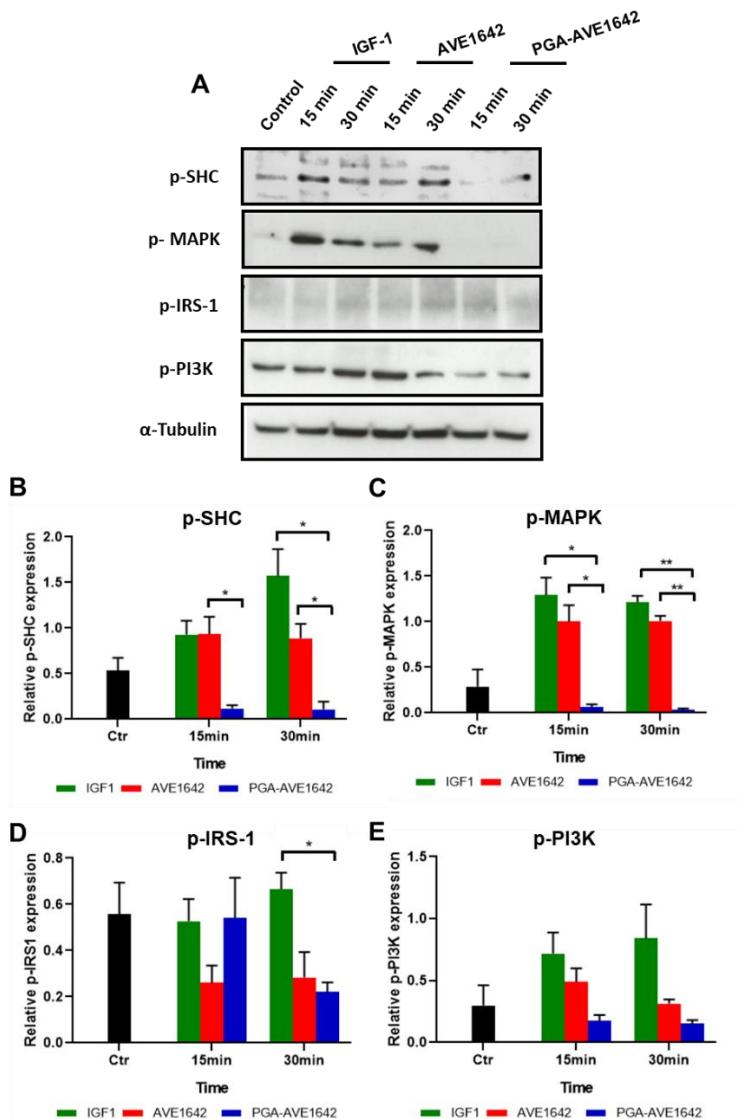 IGF-1 AVE1642 PGA-AVE1642
A
Control 15 min 30 min 15 min 30 min 15 min 30 min
p-SHC
p- MAPK
p-IRS-1
p-PI3K
α-Tubulin
B
p-SHC
Relative p-SHC expression
2.0
1.5
1.0
0.5
0.0
*
*
*
Ctr 15min 30min
Time
IGF1 AVE1642 PGA-AVE1642
C
p-MAPK
Relative p-MAPK expression
2.0
1.5
1.0
0.5
0.0
*
*
**
**
Ctr 15min 30min
Time
IGF1 AVE1642 PGA-AVE1642
D
p-IRS-1
Relative p-IRS1 expression
0.8
0.6
0.4
0.2
0.0
*
Ctr 15min 30min
Time
IGF1 AVE1642 PGA-AVE1642
E
p-PI3K
Relative p-PI3K expression
1.5
1.0
0.5
0.0
Ctr 15min 30min
Time
IGF1 AVE1642 PGA-AVE1642